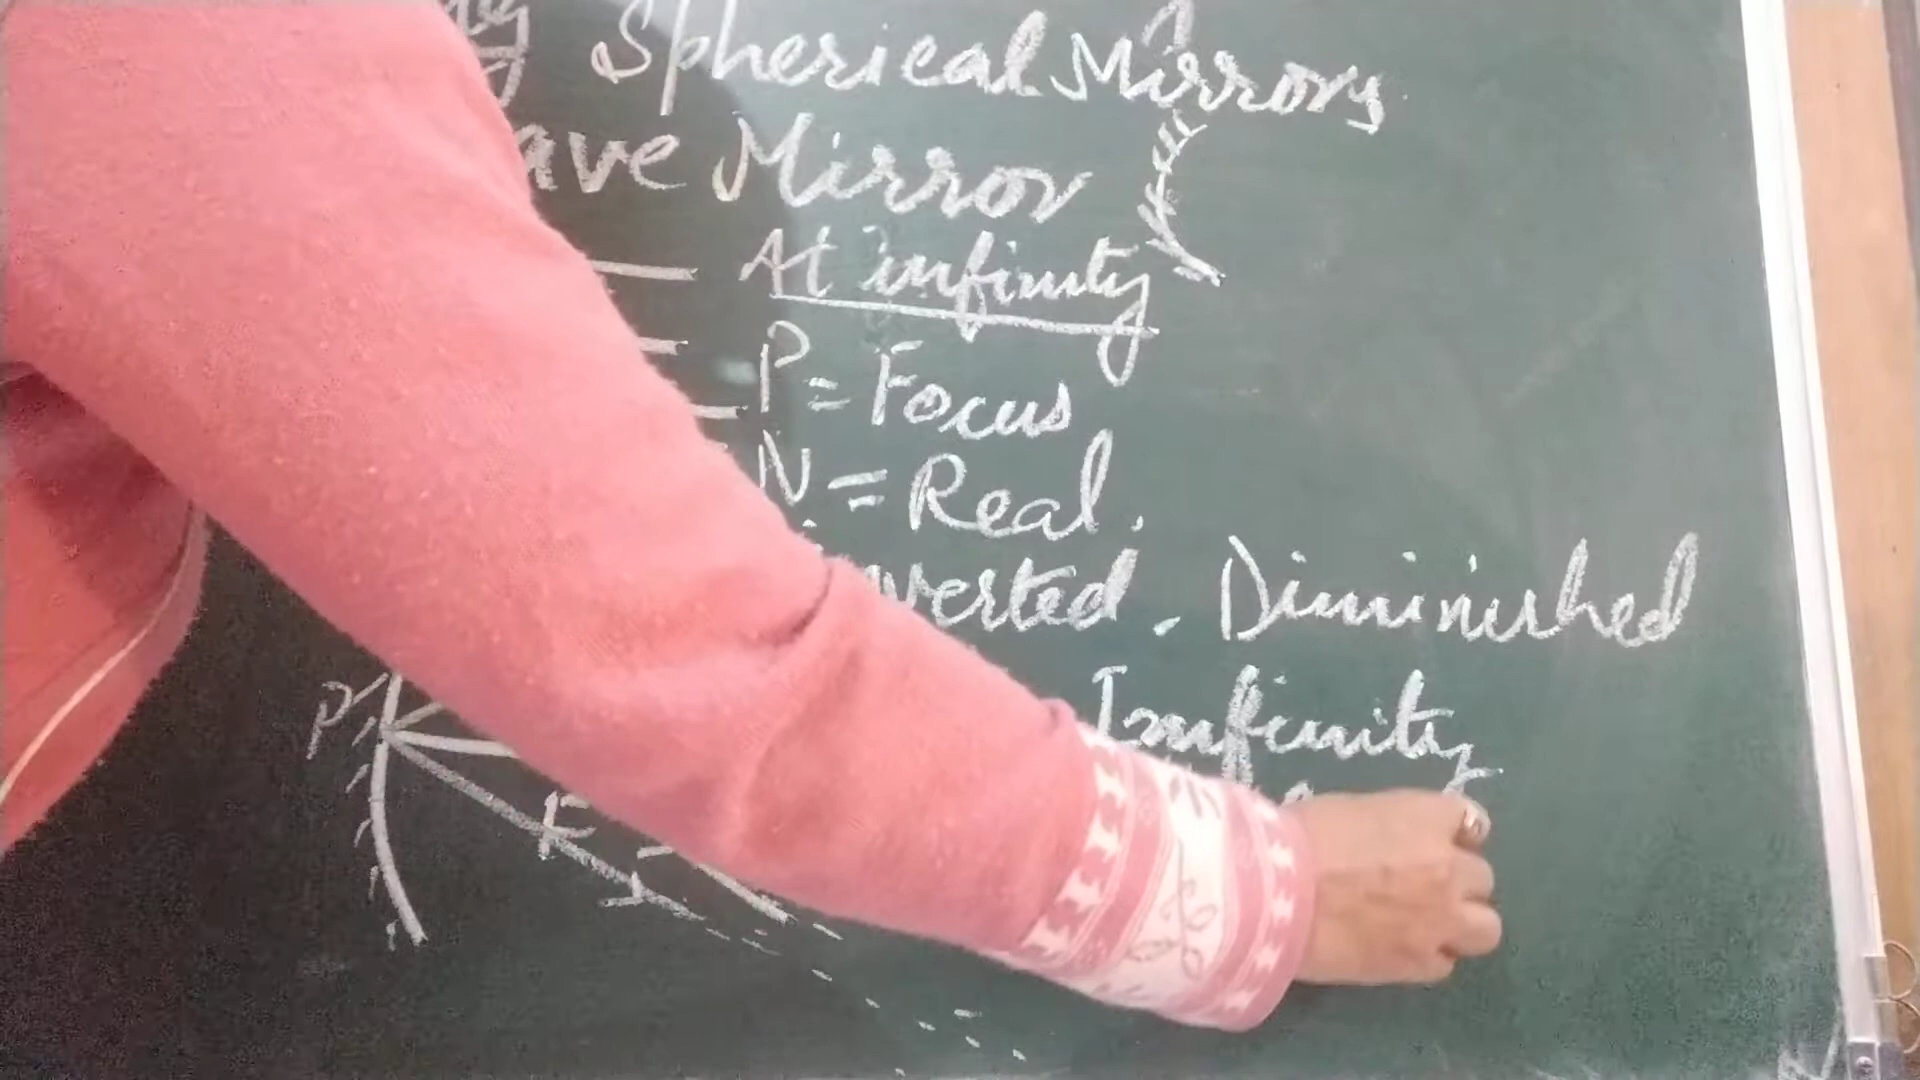 Spherical Mirrors
ave Mirror
At infinity
P = Focus
N = Real.
verted. Diminished
Infinity
P
F